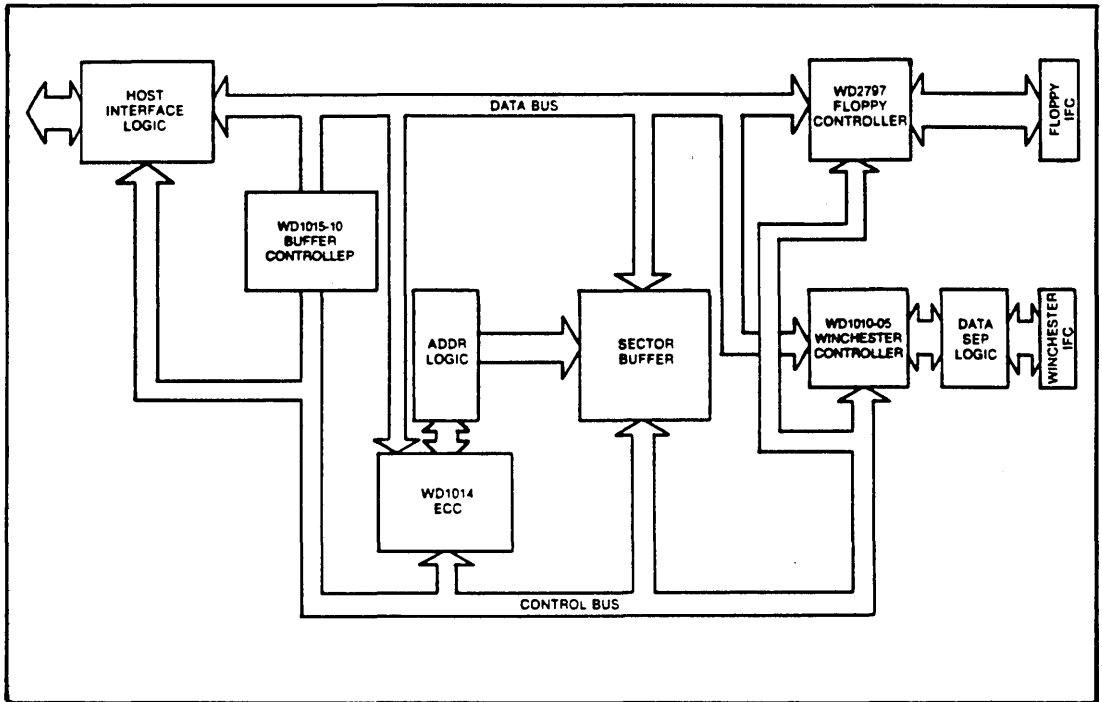 HOST
INTERFACE
LOGIC
DATA BUS
WD2797
FLOPPY
CONTROLLER
FLOPPY
IFC
WD1015-10
BUFFER
CONTROLLEP
ADDR
LOGIC
SECTOR
BUFFER
WD1010-05
WINCHESTER
CONTROLLER
DATA
SEP
LOGIC
WINCHESTER
IFC
WD1014
ECC
CONTROL BUS